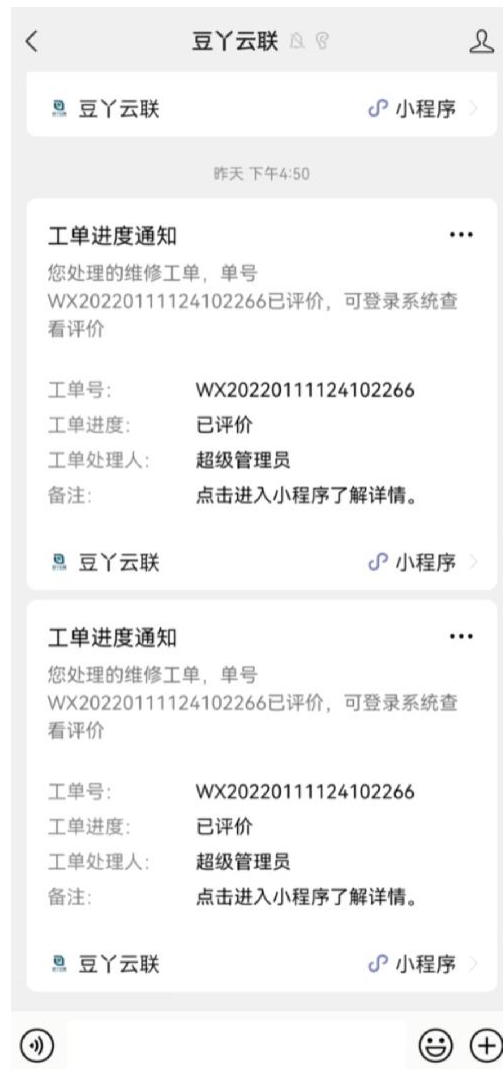 豆丫云联
豆丫云联
小程序
昨天 下午4:50
工单进度通知
您处理的维修工单，单号
WX20220111124102266已评价，可登录系统查
看评价
工单号: WX20220111124102266
工单进度: 已评价
工单处理人: 超级管理员
备注: 点击进入小程序了解详情。
豆丫云联
小程序
工单进度通知
您处理的维修工单，单号
WX20220111124102266已评价，可登录系统查
看评价
工单号: WX20220111124102266
工单进度: 已评价
工单处理人: 超级管理员
备注: 点击进入小程序了解详情。
豆丫云联
小程序